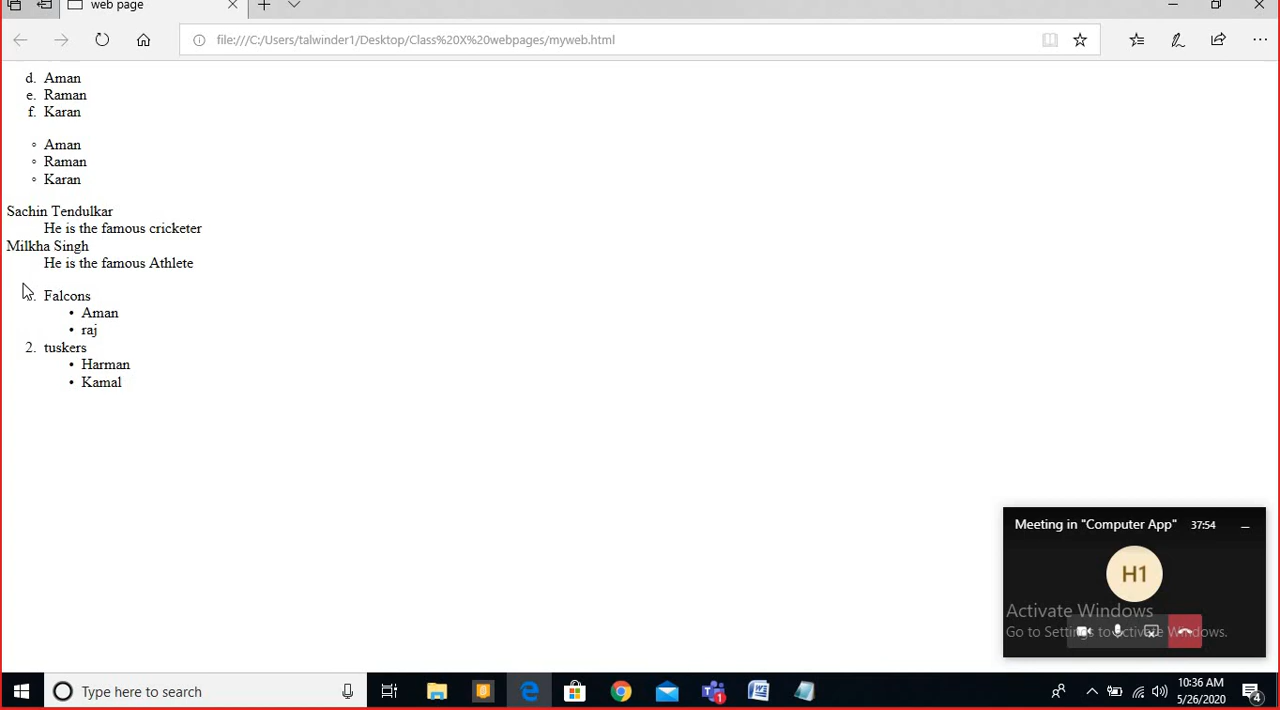 web page
file:///C:/Users/talwinder1/Desktop/Class%20X%20webpages/myweb.html
d. Aman
e. Raman
f. Karan
◦ Aman
◦ Raman
◦ Karan
Sachin Tendulkar
He is the famous cricketer
Milkha Singh
He is the famous Athlete
Falcons
• Aman
• raj
2. tuskers
• Harman
• Kamal
Meeting in "Computer App" 37:54
H1
Activate Windows
Go to Settings to activate Windows.
Type here to search
1
10:36 AM
5/26/2020
4